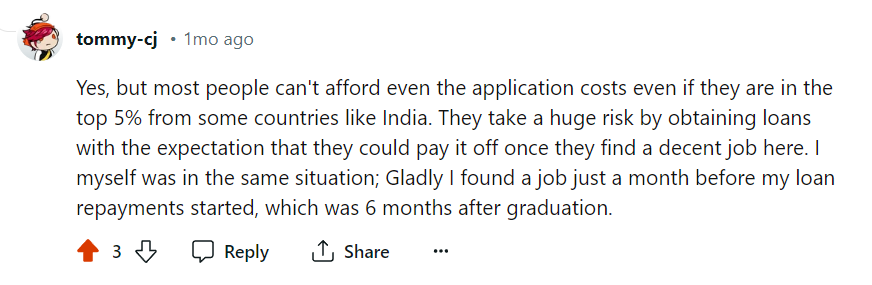 tommy-cj • 1mo ago
Yes, but most people can't afford even the application costs even if they are in the
top 5% from some countries like India. They take a huge risk by obtaining loans
with the expectation that they could pay it off once they find a decent job here. I
myself was in the same situation; Gladly I found a job just a month before my loan
repayments started, which was 6 months after graduation.
3 Reply Share ...